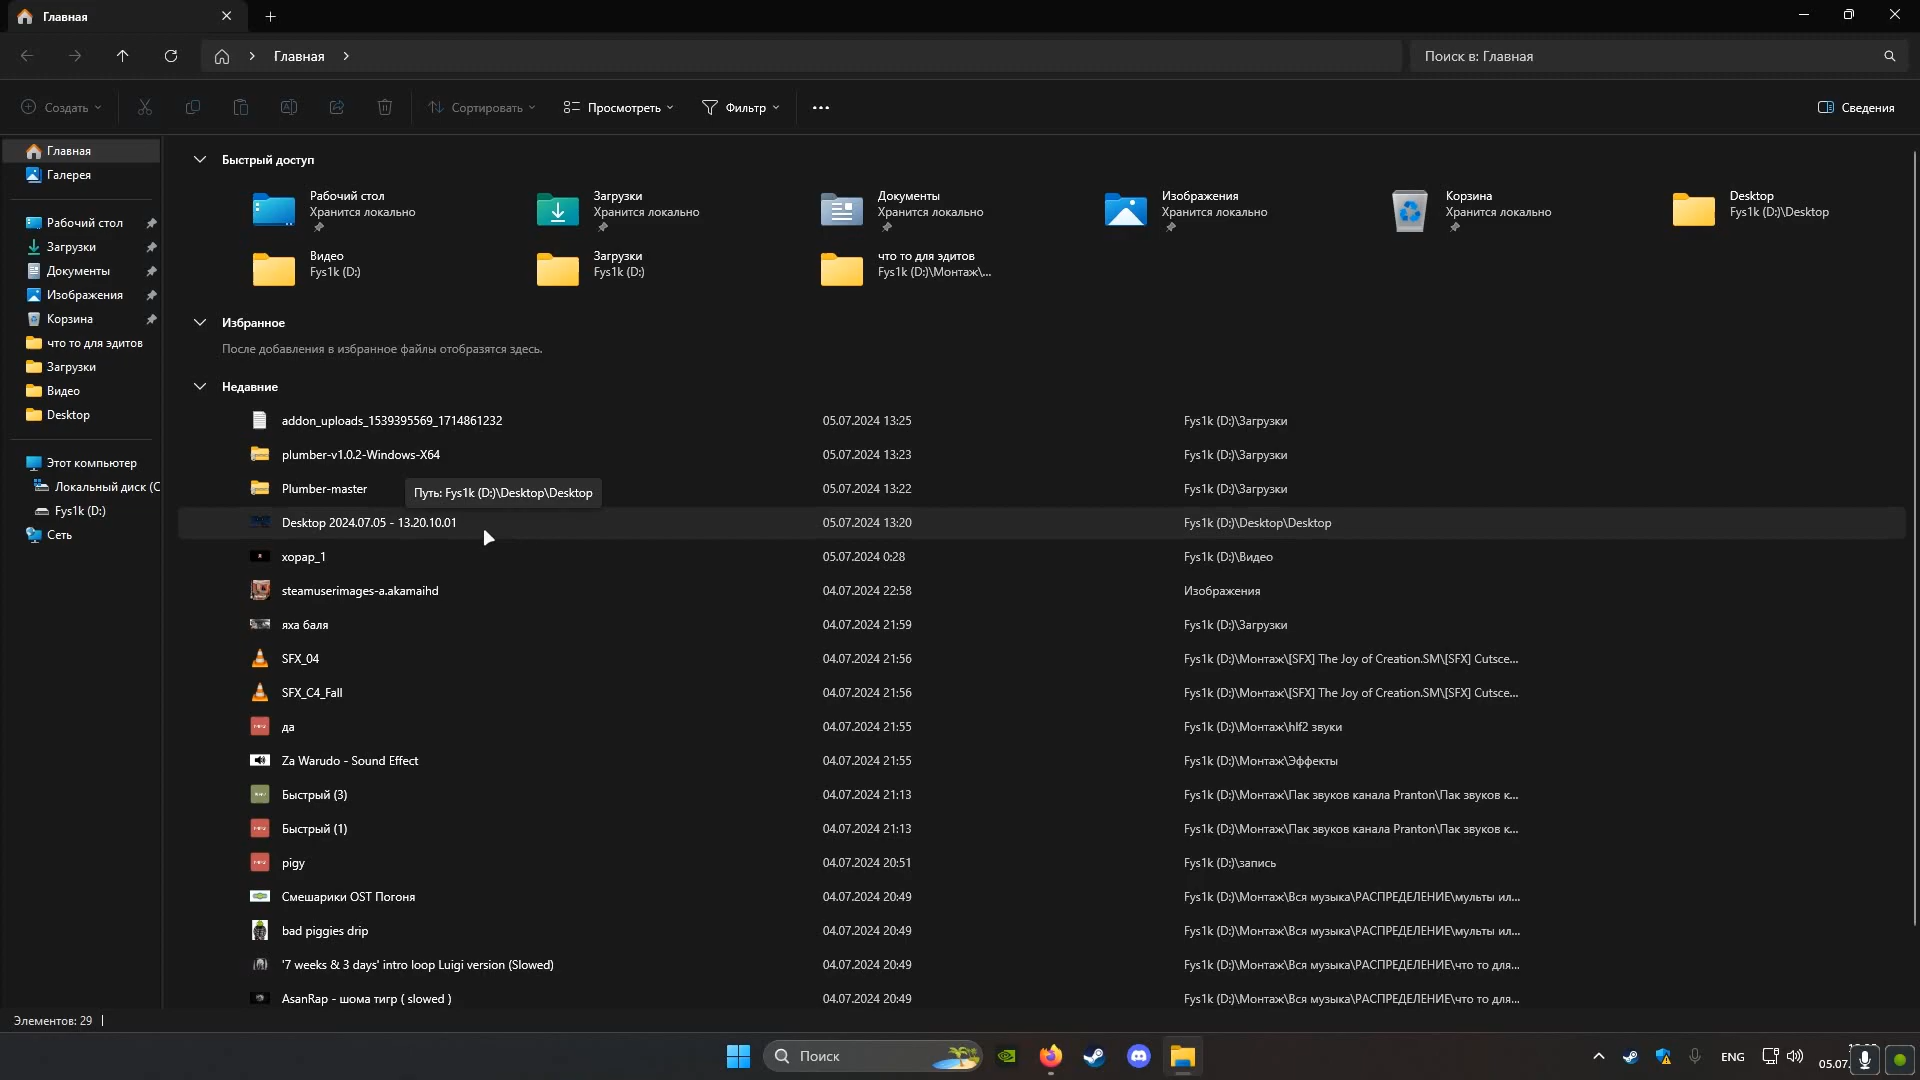 Главная
Главная
Поиск в: Главная
Создать
Сортировать
Просмотреть
Фильтр
Сведения
Главная
Галерея
Рабочий стол
Загрузки
Документы
Изображения
Корзина
что то для эдитов
Загрузки
Видео
Desktop
Этот компьютер
Локальный диск (C
Fys1k (D:)
Сеть
Быстрый доступ
Рабочий стол
Хранится локально
Загрузки
Хранится локально
Документы
Хранится локально
Изображения
Хранится локально
Корзина
Хранится локально
Desktop
Fys1k (D:)\Desktop
Видео
Fys1k (D:)
Загрузки
Fys1k (D:)
что то для эдитов
Fys1k (D:)\Монтаж\...
Избранное
После добавления в избранное файлы отобразятся здесь.
Недавние
addon_uploads_1539395569_1714861232 05.07.2024 13:25 Fys1k (D:)\Загрузки
plumber-v1.0.2-Windows-X64 05.07.2024 13:23 Fys1k (D:)\Загрузки
Plumber-master 05.07.2024 13:22 Fys1k (D:)\Загрузки
Путь: Fys1k (D:)\Desktop\Desktop
Desktop 2024.07.05 - 13.20.10.01 05.07.2024 13:20 Fys1k (D:)\Desktop\Desktop
хорар_1 05.07.2024 0:28 Fys1k (D:)\Видео
steamuserimages-a.akamaihd 04.07.2024 22:58 Изображения
яха баля 04.07.2024 21:59 Fys1k (D:)\Загрузки
SFX_04 04.07.2024 21:56 Fys1k (D:)\Монтаж\[SFX] The Joy of Creation.SM\[SFX] Cutsce...
SFX_C4_Fall 04.07.2024 21:56 Fys1k (D:)\Монтаж\[SFX] The Joy of Creation.SM\[SFX] Cutsce...
да 04.07.2024 21:55 Fys1k (D:)\Монтаж\hlf2 звуки
Za Warudo - Sound Effect 04.07.2024 21:55 Fys1k (D:)\Монтаж\Эффекты
Быстрый (3) 04.07.2024 21:13 Fys1k (D:)\Монтаж\Пак звуков канала Pranton\Пак звуков к...
Быстрый (1) 04.07.2024 21:13 Fys1k (D:)\Монтаж\Пак звуков канала Pranton\Пак звуков к...
pigy 04.07.2024 20:51 Fys1k (D:)\запись
Смешарики OST Погоня 04.07.2024 20:49 Fys1k (D:)\Монтаж\Вся музыка\РАСПРЕДЕЛЕНИЕ\мульты ил...
bad piggies drip 04.07.2024 20:49 Fys1k (D:)\Монтаж\Вся музыка\РАСПРЕДЕЛЕНИЕ\мульты ил...
'7 weeks & 3 days' intro loop Luigi version (Slowed) 04.07.2024 20:49 Fys1k (D:)\Монтаж\Вся музыка\РАСПРЕДЕЛЕНИЕ\что то для...
AsanRap - шома тигр ( slowed ) 04.07.2024 20:49 Fys1k (D:)\Монтаж\Вся музыка\РАСПРЕДЕЛЕНИЕ\что то для...
Элементов: 29
Поиск
ENG
05.07.